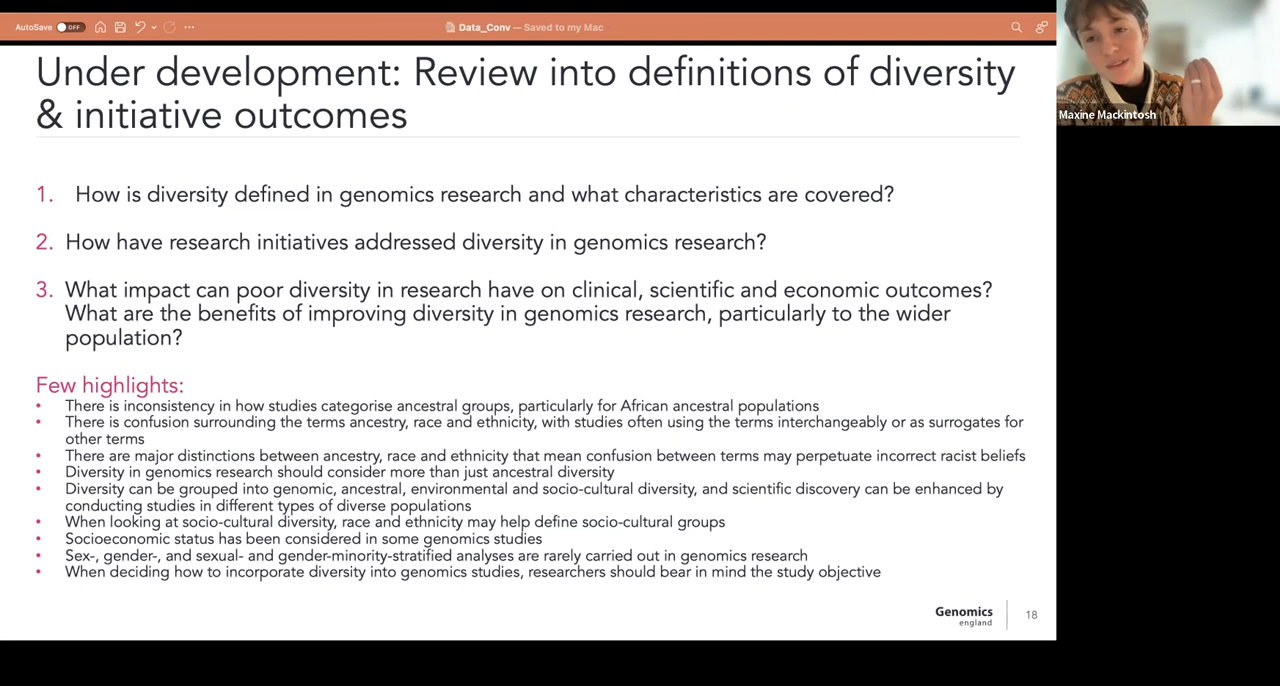 AutoSave OFF
Data_Conv — Saved to my Mac
Under development: Review into definitions of diversity
& initiative outcomes
Maxine Mackintosh
1. How is diversity defined in genomics research and what characteristics are covered?
2. How have research initiatives addressed diversity in genomics research?
3. What impact can poor diversity in research have on clinical, scientific and economic outcomes?
What are the benefits of improving diversity in genomics research, particularly to the wider
population?
Few highlights:
• There is inconsistency in how studies categorise ancestral groups, particularly for African ancestral populations
• There is confusion surrounding the terms ancestry, race and ethnicity, with studies often using the terms interchangeably or as surrogates for
other terms
• There are major distinctions between ancestry, race and ethnicity that mean confusion between terms may perpetuate incorrect racist beliefs
• Diversity in genomics research should consider more than just ancestral diversity
• Diversity can be grouped into genomic, ancestral, environmental and socio-cultural diversity, and scientific discovery can be enhanced by
conducting studies in different types of diverse populations
• When looking at socio-cultural diversity, race and ethnicity may help define socio-cultural groups
• Socioeconomic status has been considered in some genomics studies
• Sex-, gender-, and sexual- and gender-minority-stratified analyses are rarely carried out in genomics research
• When deciding how to incorporate diversity into genomics studies, researchers should bear in mind the study objective
Genomics
england
18